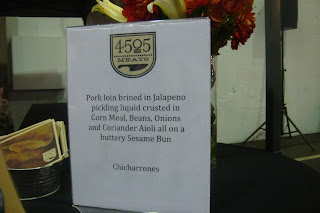 4505
MEATS
Pork loin brined in Jalapeno
pickling liquid crusted in
Corn Meal, Beans, Onions
and Coriander Aioli all on a
buttery Sesame Bun
Chicharrones